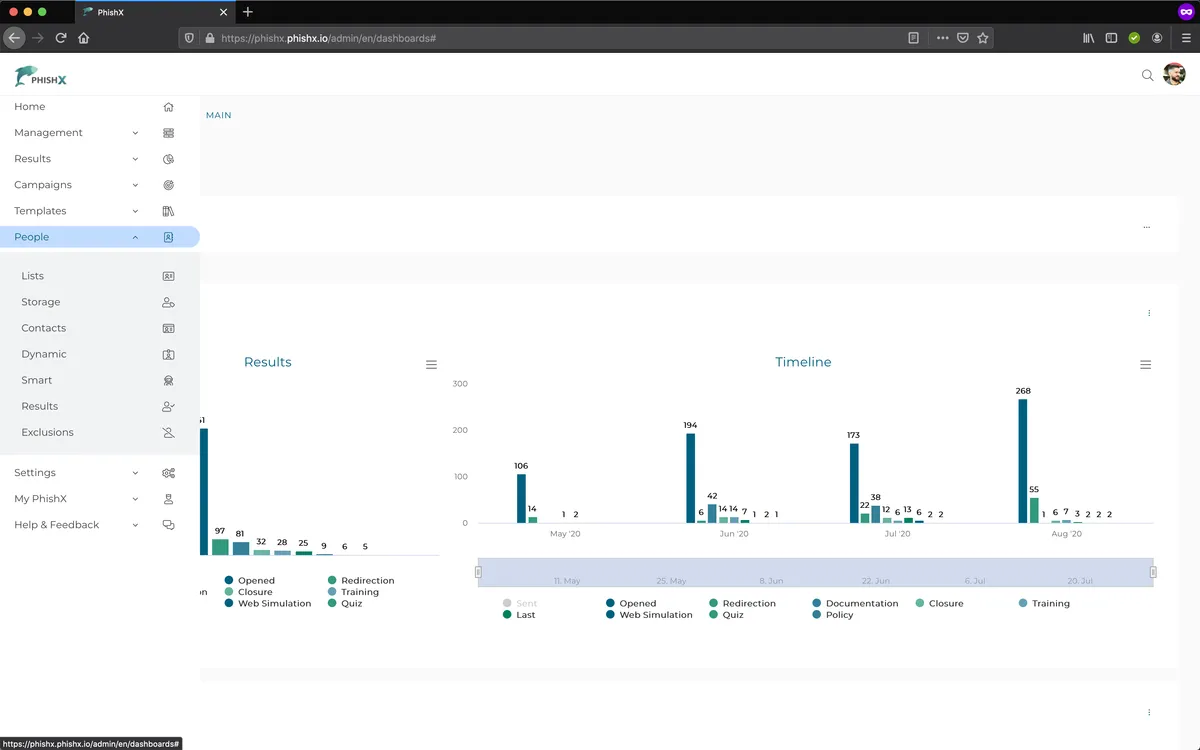 PhishX
https://phishx.phishx.io/admin/en/dashboards#
PHISHX
Home
MAIN
Management
Results
Campaigns
Templates
People
Lists
Storage
Contacts
Dynamic
Smart
Results
Exclusions
Settings
My PhishX
Help & Feedback
Results
97 81 32 28 25 9 6 5
Opened Redirection
Closure Training
Web Simulation Quiz
Timeline
300
200
100
0
106 14 1 2
194 6 42 14 14 7 1 2 1
173 22 38 12 6 13 6 2 2
268 55 1 6 7 3 2 2 2
May '20 Jun '20 Jul '20 Aug '20
11. May 25. May 8. Jun 22. Jun 6. Jul 20. Jul
Sent Opened Redirection Documentation Closure Training
Last Web Simulation Quiz Policy
https://phishx.phishx.io/admin/en/dashboards#